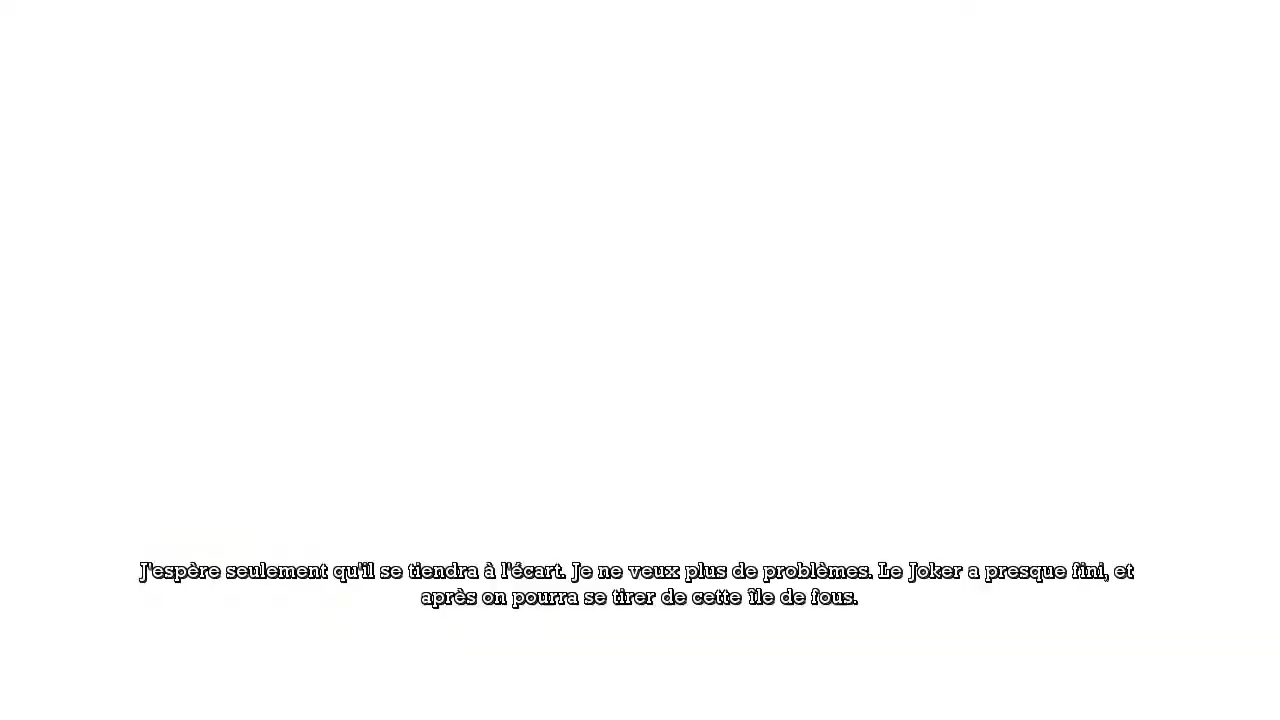 J'espère seulement qu'il se tiendra à l'écart. Je ne veux plus de problèmes. Le Joker a presque fini, et
après on pourra se tirer de cette île de fous.